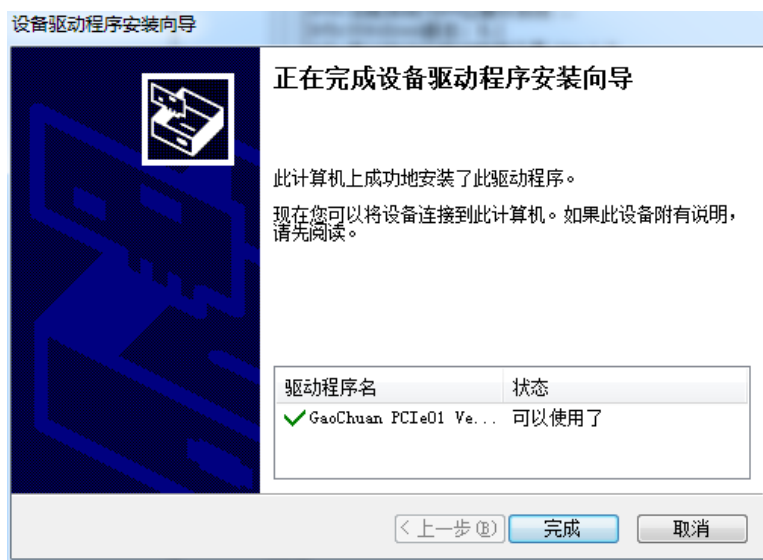 设备驱动程序安装向导
正在完成设备驱动程序安装向导
此计算机上成功地安装了此驱动程序。
现在您可以将设备连接到此计算机。如果此设备附有说明，
请先阅读。
驱动程序名 状态
GaoChuan PCIe01 Ve... 可以使用了
< 上一步(B) 完成 取消